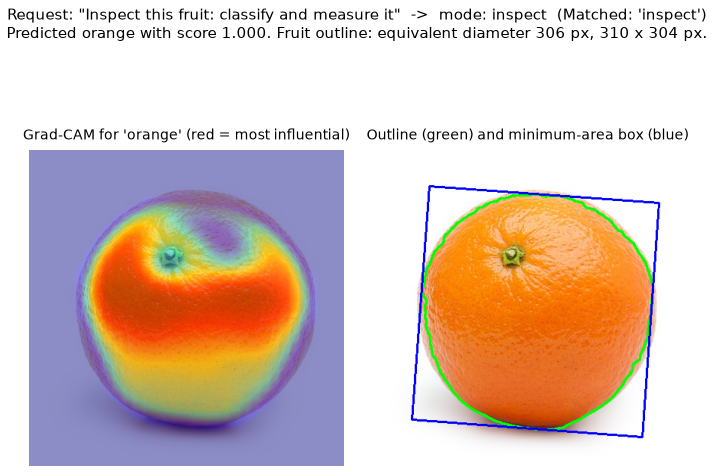 Request: "Inspect this fruit: classify and measure it"  ->  mode: inspect  (Matched: 'inspect')
Predicted orange with score 1.000. Fruit outline: equivalent diameter 306 px, 310 x 304 px.
Grad-CAM for 'orange' (red = most influential)
Outline (green) and minimum-area box (blue)